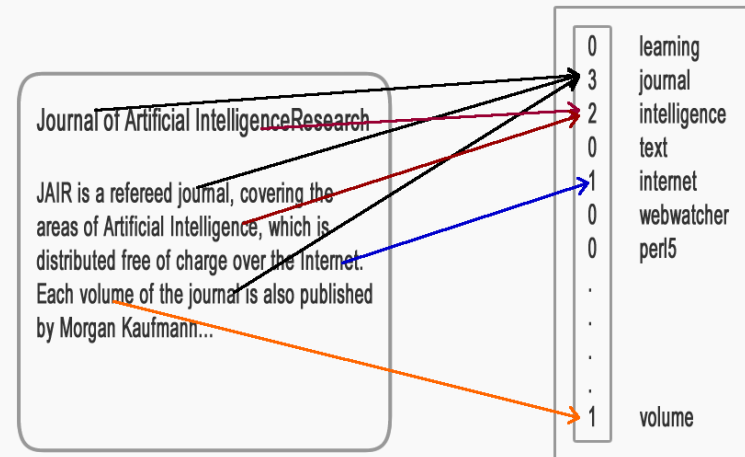 Journal of Artificial IntelligenceResearch
JAIR is a refereed journal, covering the
areas of Artificial Intelligence, which is
distributed free of charge over the Internet.
Each volume of the journal is also published
by Morgan Kaufmann...
0 learning
3 journal
2 intelligence
0 text
1 internet
0 webwatcher
0 perl5
.
.
.
.
1 volume